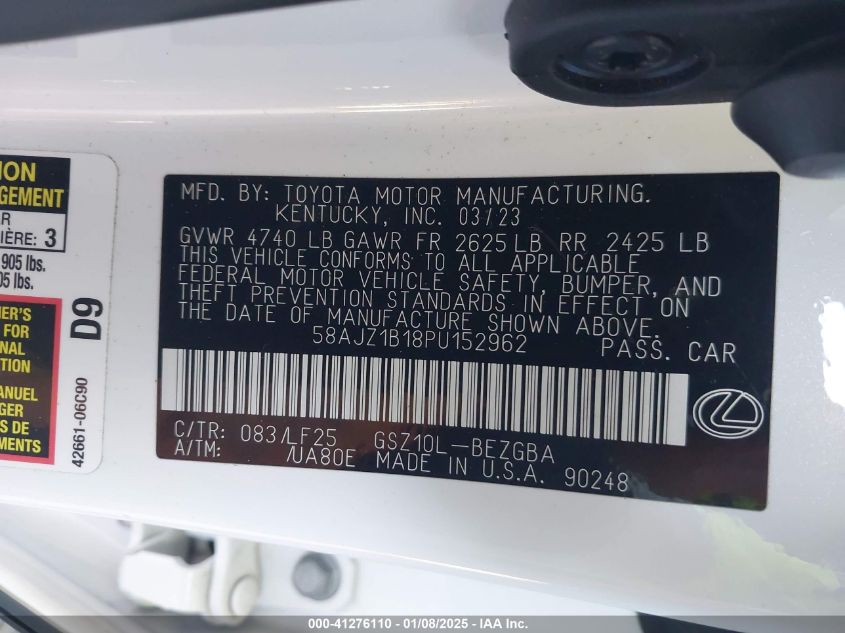 ION
GEMENT
R
IÈRE: 3
905 lbs.
05 lbs.
ER'S
FOR
NAL
TION
ANUEL
GER
LES DE
TION.
D9
42661-06C90
MFD. BY: TOYOTA MOTOR MANUFACTURING.
KENTUCKY, INC. 03/23
GVWR 4740 LB GAWR FR 2625 LB RR 2425 LB
THIS VEHICLE CONFORMS TO ALL APPLICABLE
FEDERAL MOTOR VEHICLE SAFETY, BUMPER, AND
THEFT PREVENTION STANDARDS IN EFFECT ON
THE DATE OF MANUFACTURE SHOWN ABOVE.
58AJZ1B18PU152962 PASS. CAR
C/TR: 083/LF25 GSZ10L-BEZGBA
A/TM: /UA80E MADE IN U.S.A. 90248
000-41276110 - 01/08/2025 - IAA Inc.